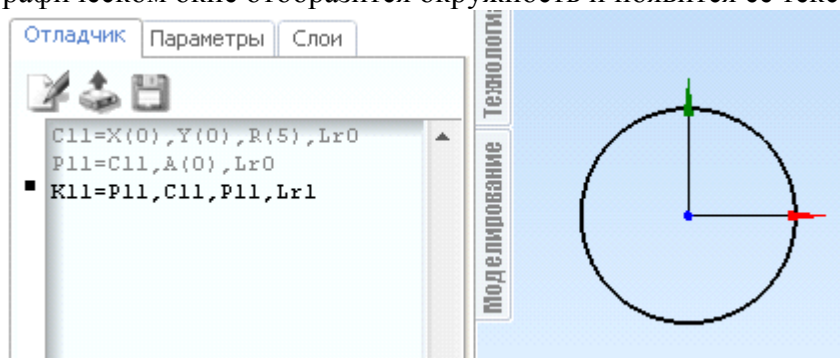 графическом окне отобразится окружность и появится ее текс
Отладчик Параметры Слои
C11=X(0),Y(0),R(5),Lr0
P11=C11,A(0),Lr0
K11=P11,C11,P11,Lr1
Технологи
Моделирование